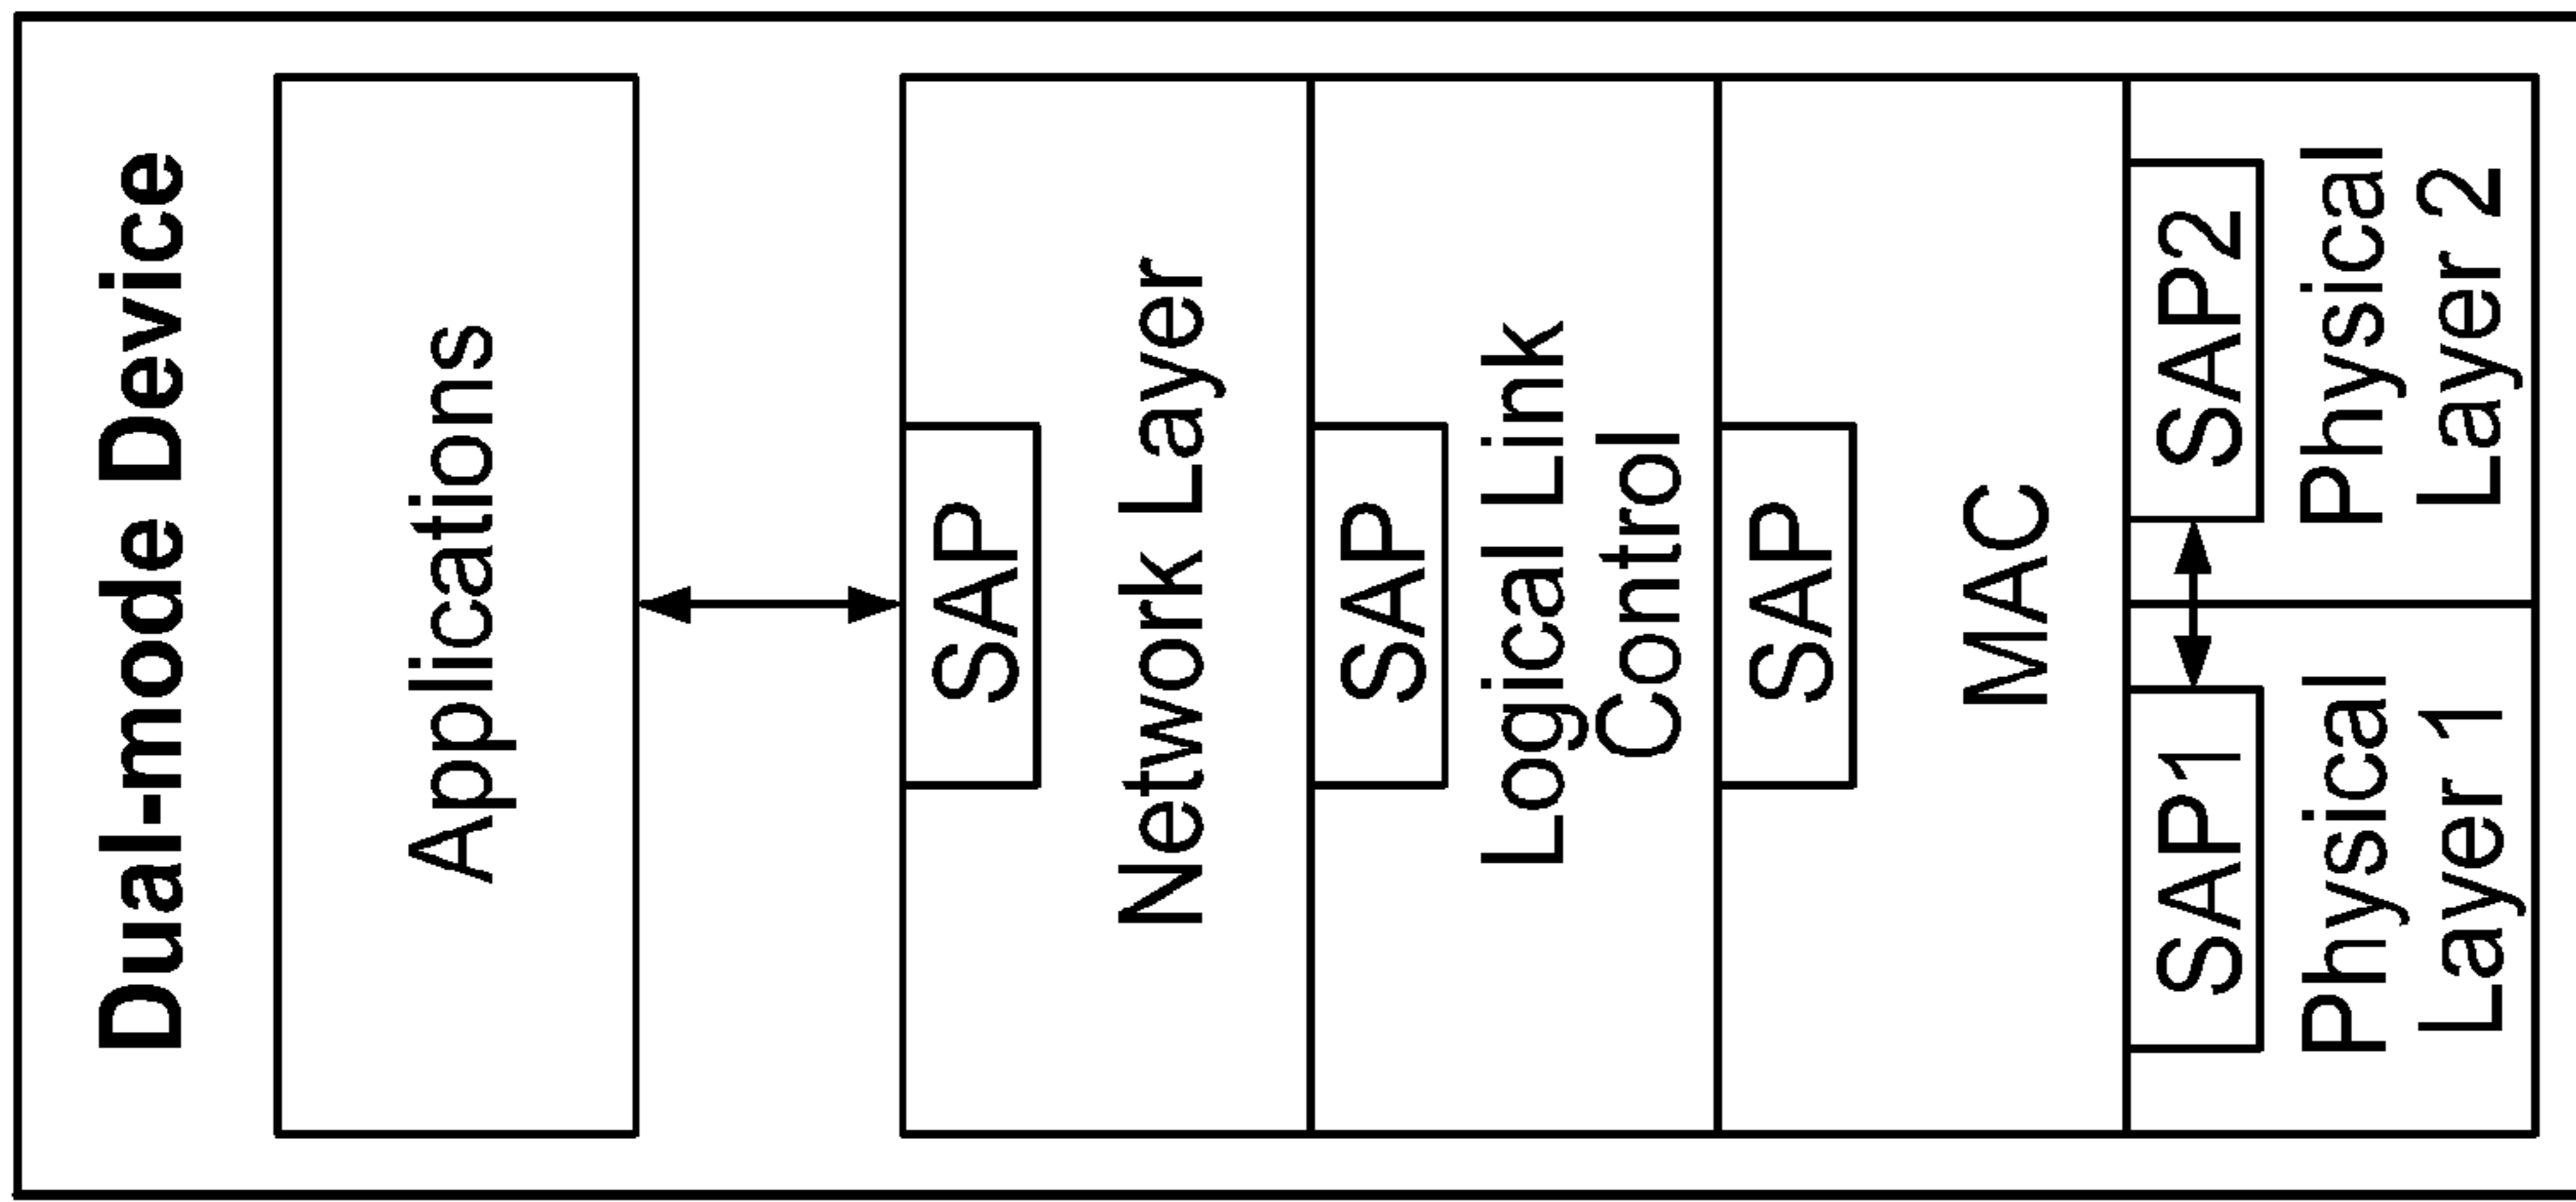 Dual-mode Device
Applications
SAP
Network Layer
SAP
Logical Link
Control
SAP
MAC
SAP1
SAP2
Physical
Layer 1
Physical
Layer 2